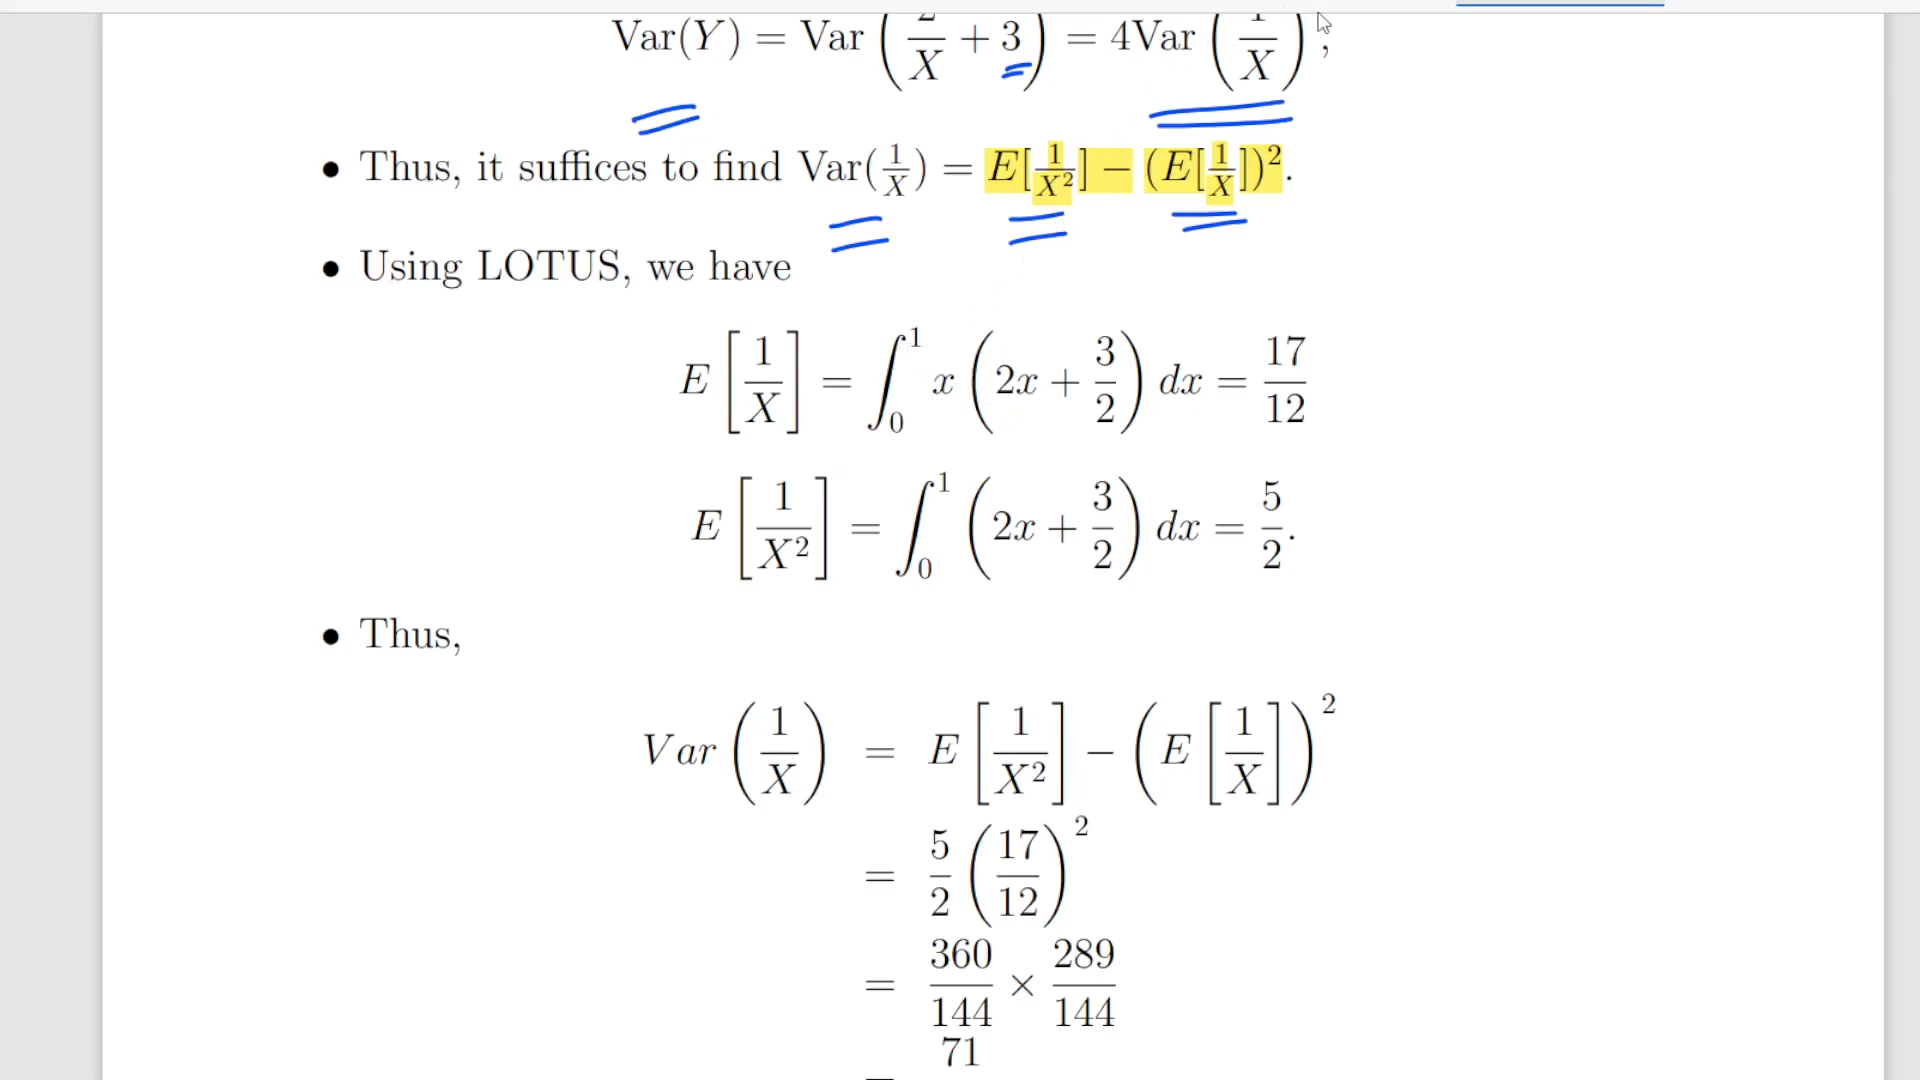 Var(Y) = Var(2/X + 3) = 4Var(1/X),
• Thus, it suffices to find Var(1/X) = E[1/X²] − (E[1/X])².
• Using LOTUS, we have
E[1/X] = ∫₀¹ x(2x + 3/2) dx = 17/12
E[1/X²] = ∫₀¹ (2x + 3/2) dx = 5/2.
• Thus,
Var(1/X) = E[1/X²] − (E[1/X])²
= 5/2 (17/12)²
= 360/144 × 289/144
= 71